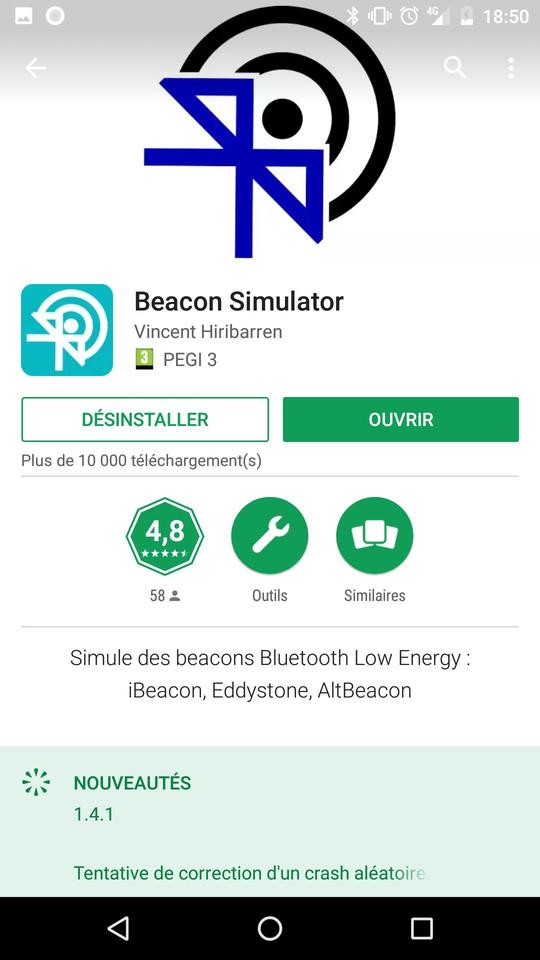 4G 18:50
Beacon Simulator
Vincent Hiribarren
3 PEGI 3
DÉSINSTALLER
OUVRIR
Plus de 10 000 téléchargement(s)
4,8
58
Outils
Similaires
Simule des beacons Bluetooth Low Energy :
iBeacon, Eddystone, AltBeacon
NOUVEAUTÉS
1.4.1
Tentative de correction d'un crash aléatoire